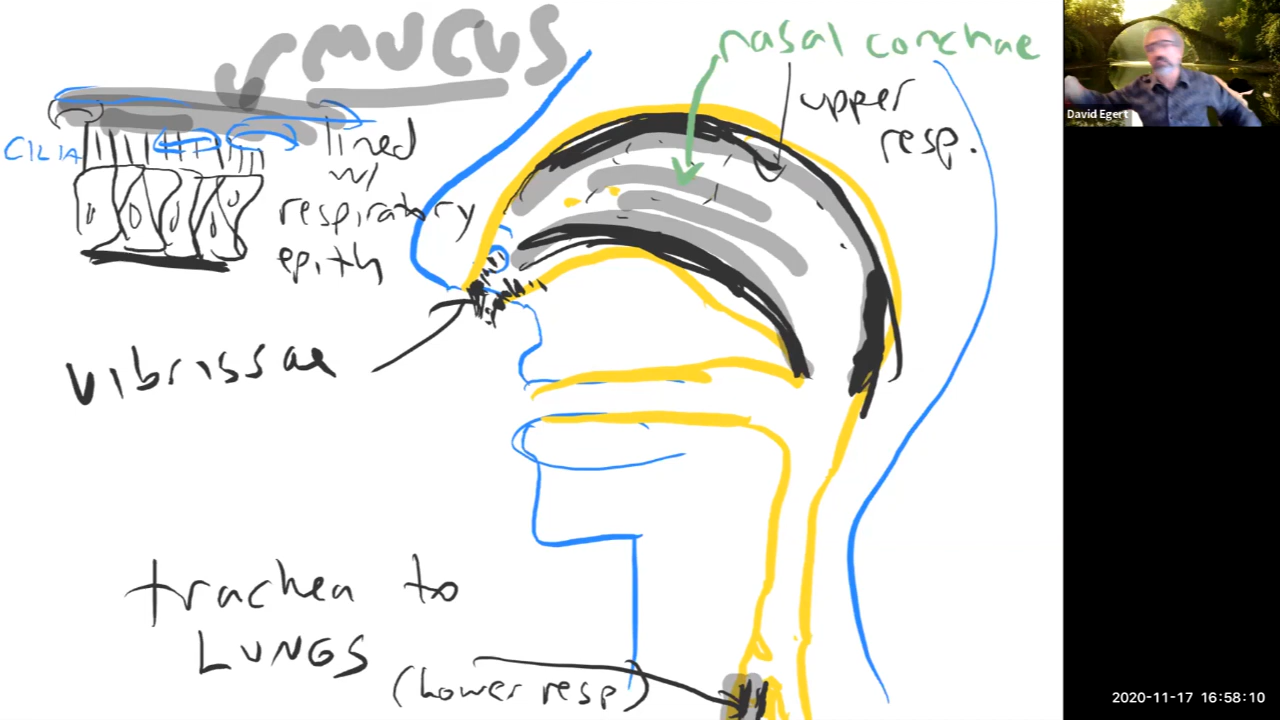 mucus
nasal conchae
upper
resp.
CILIA
lined
w/
respiratory
epith
vibrissae
trachea to
LUNGS
(lower resp)
David Egert
2020-11-17 16:58:10